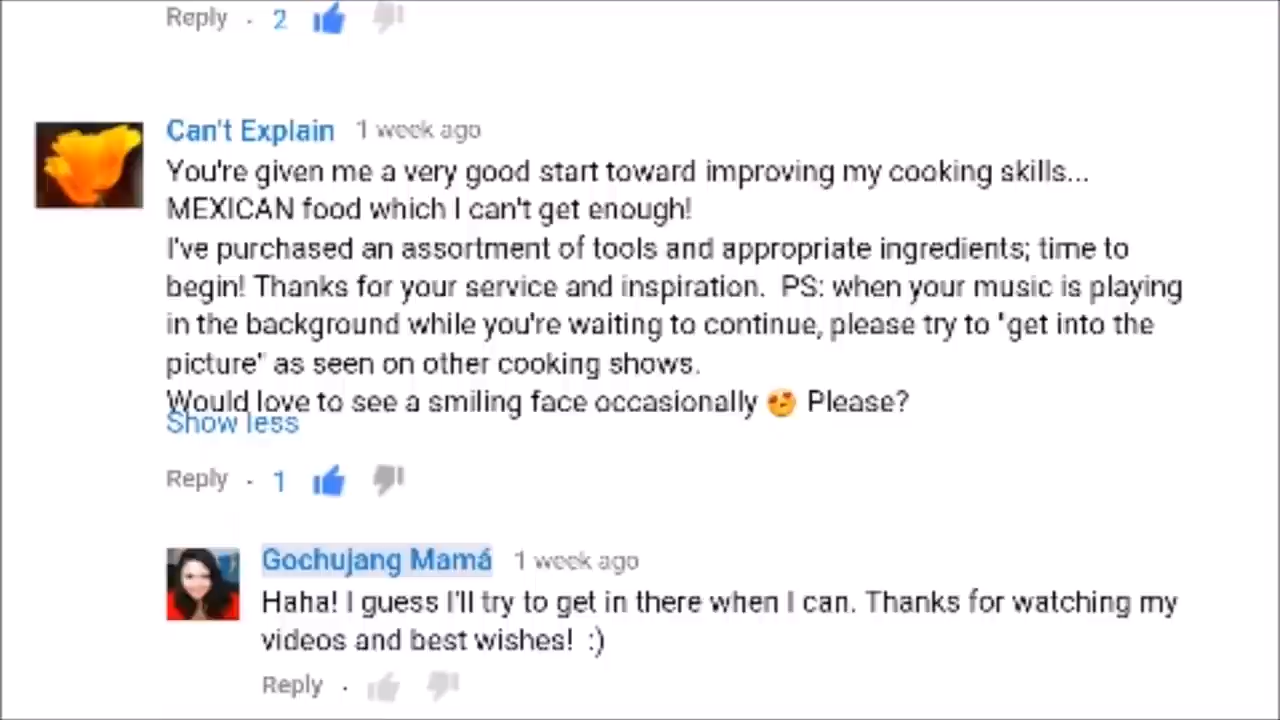 Reply · 2
Can't Explain 1 week ago
You're given me a very good start toward improving my cooking skills...
MEXICAN food which I can't get enough!
I've purchased an assortment of tools and appropriate ingredients; time to
begin! Thanks for your service and inspiration.  PS: when your music is playing
in the background while you're waiting to continue, please try to "get into the
picture" as seen on other cooking shows.
Would love to see a smiling face occasionally 😍 Please?
Show less
Reply · 1
Gochujang Mamá 1 week ago
Haha! I guess I'll try to get in there when I can. Thanks for watching my
videos and best wishes!  :)
Reply ·